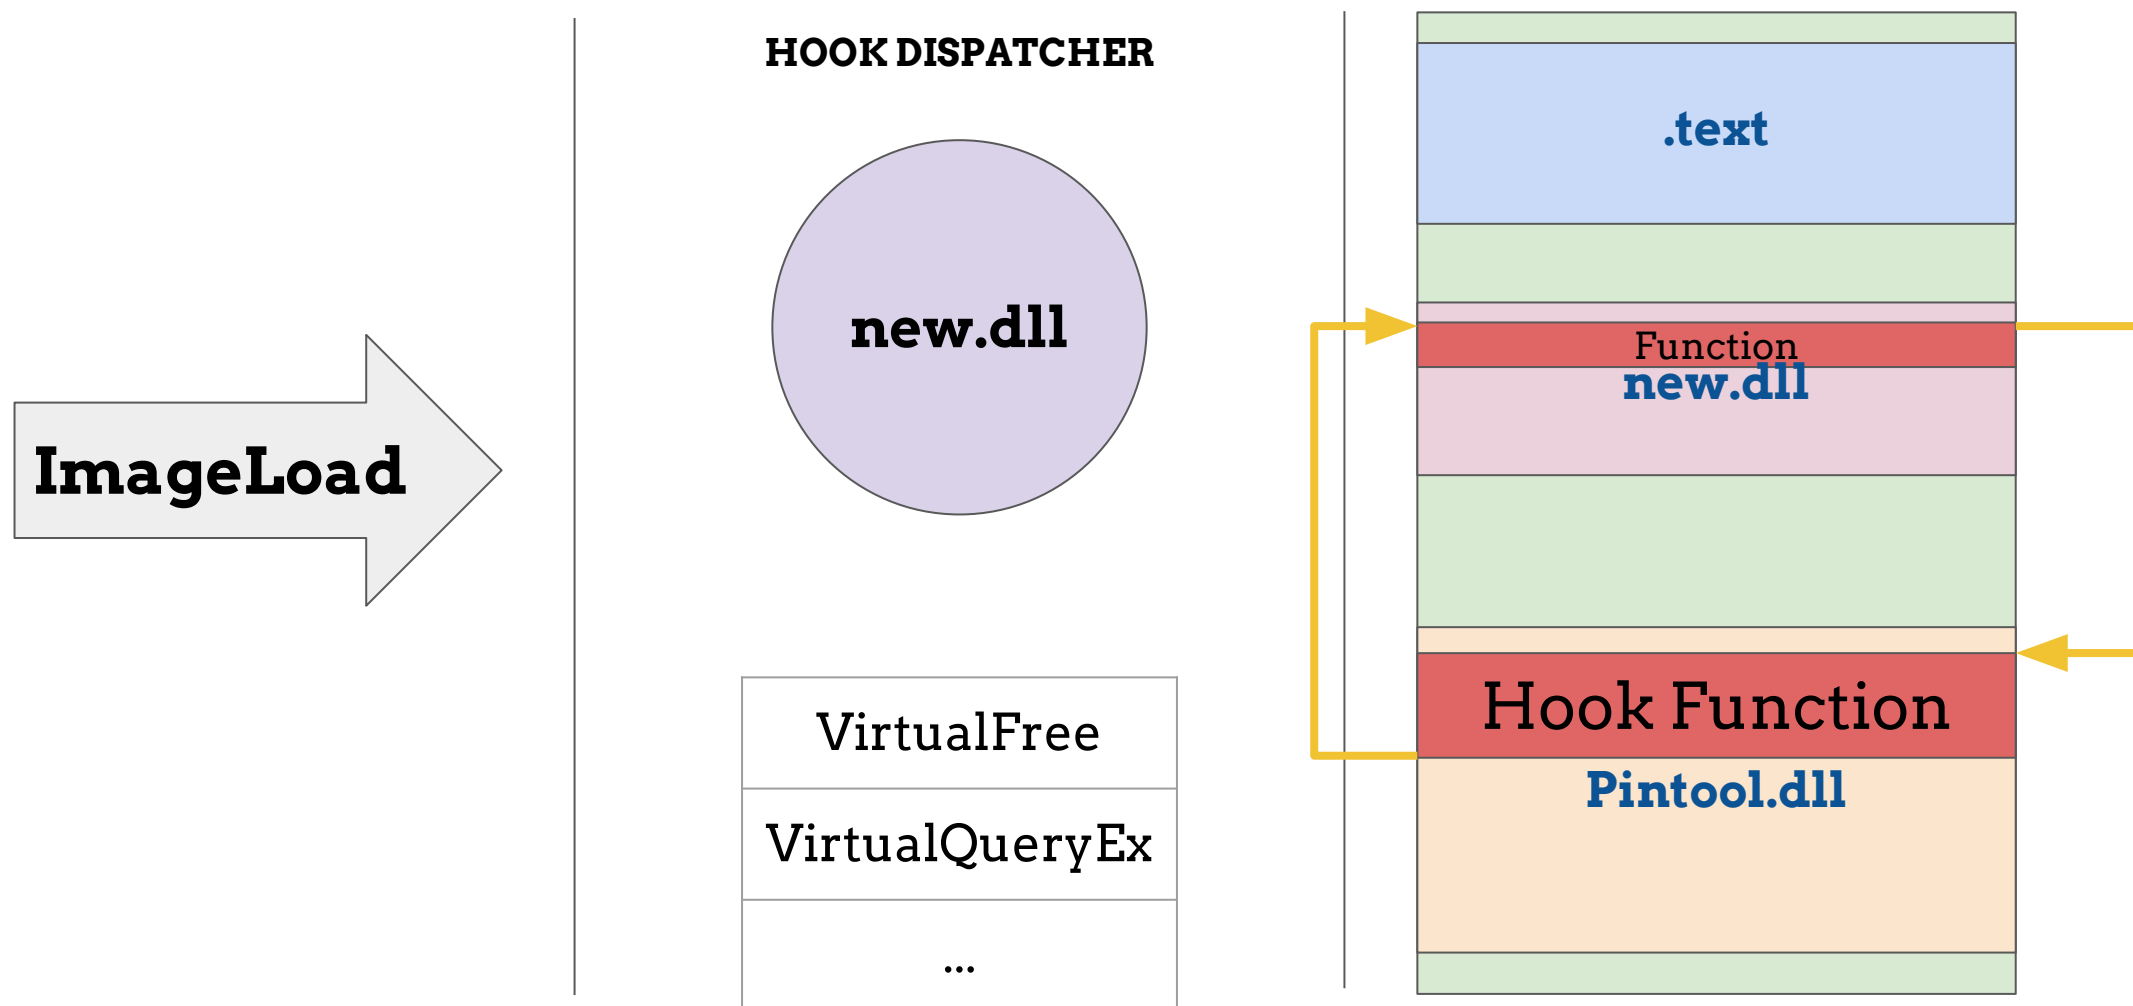 ImageLoad
HOOK DISPATCHER
new.dll
VirtualFree
VirtualQueryEx
...
.text
Function
new.dll
Hook Function
Pintool.dll